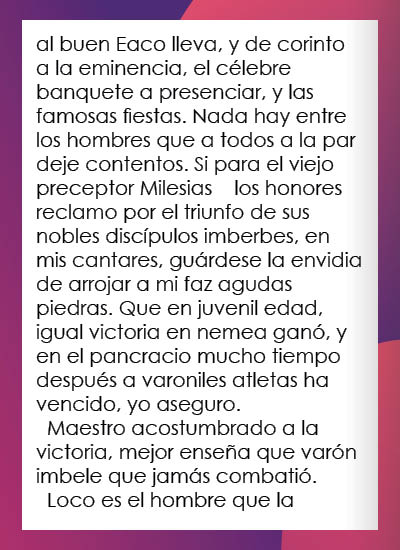 al buen Eaco lleva, y de corinto
a la eminencia, el célebre
banquete a presenciar, y las
famosas fiestas. Nada hay entre
los hombres que a todos a la par
deje contentos. Si para el viejo
preceptor Milesias    los honores
reclamo por el triunfo de sus
nobles discípulos imberbes, en
mis cantares, guárdese la envidia
de arrojar a mi faz agudas
piedras. Que en juvenil edad,
igual victoria en nemea ganó, y
en el pancracio mucho tiempo
después a varoniles atletas ha
vencido, yo aseguro.
  Maestro acostumbrado a la
victoria, mejor enseña que varón
imbele que jamás combatió.
  Loco es el hombre que la